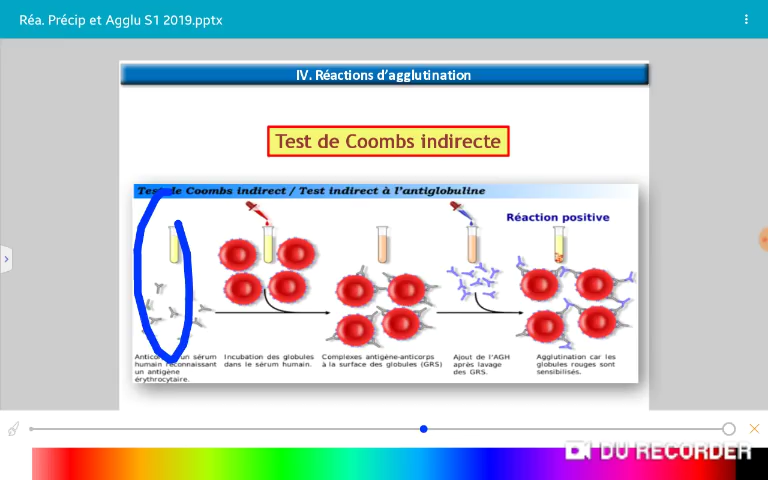 Réa. Précip et Agglu S1 2019.pptx
IV. Réactions d'agglutination
Test de Coombs indirecte
Test de Coombs indirect / Test indirect à l'antiglobuline
Réaction positive
un sérum
humain reconnaissant
un antigène
érythrocytaire.
Incubation des globules
dans le sérum humain.
Complexes antigène-anticorps
à la surface des globules (GRS)
Ajout de l'AGH
après lavage
des GRS.
Agglutination car les
globules rouges sont
sensibilisés.
DU RECORDER